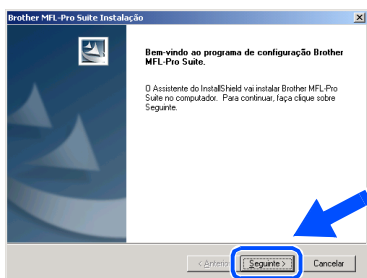 Brother MFL-Pro Suite Instalação
Bem-vindo ao programa de configuração Brother
MFL-Pro Suite.
O Assistente do InstallShield vai instalar Brother MFL-Pro
Suite no computador. Para continuar, faça clique sobre
Seguinte.
< Anterior Seguinte > Cancelar